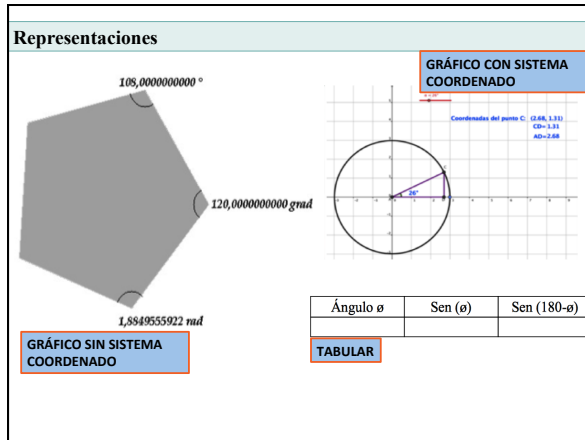 Representaciones
108,0000000000 °
120,0000000000 grad
1,8849555922 rad
GRÁFICO SIN SISTEMA
COORDENADO
GRÁFICO CON SISTEMA
COORDENADO
Coordenadas del punto C: (2.68, 1.31)
CD= 1.31
AD=2.68
26°
Ángulo ø Sen (ø) Sen (180-ø)
TABULAR